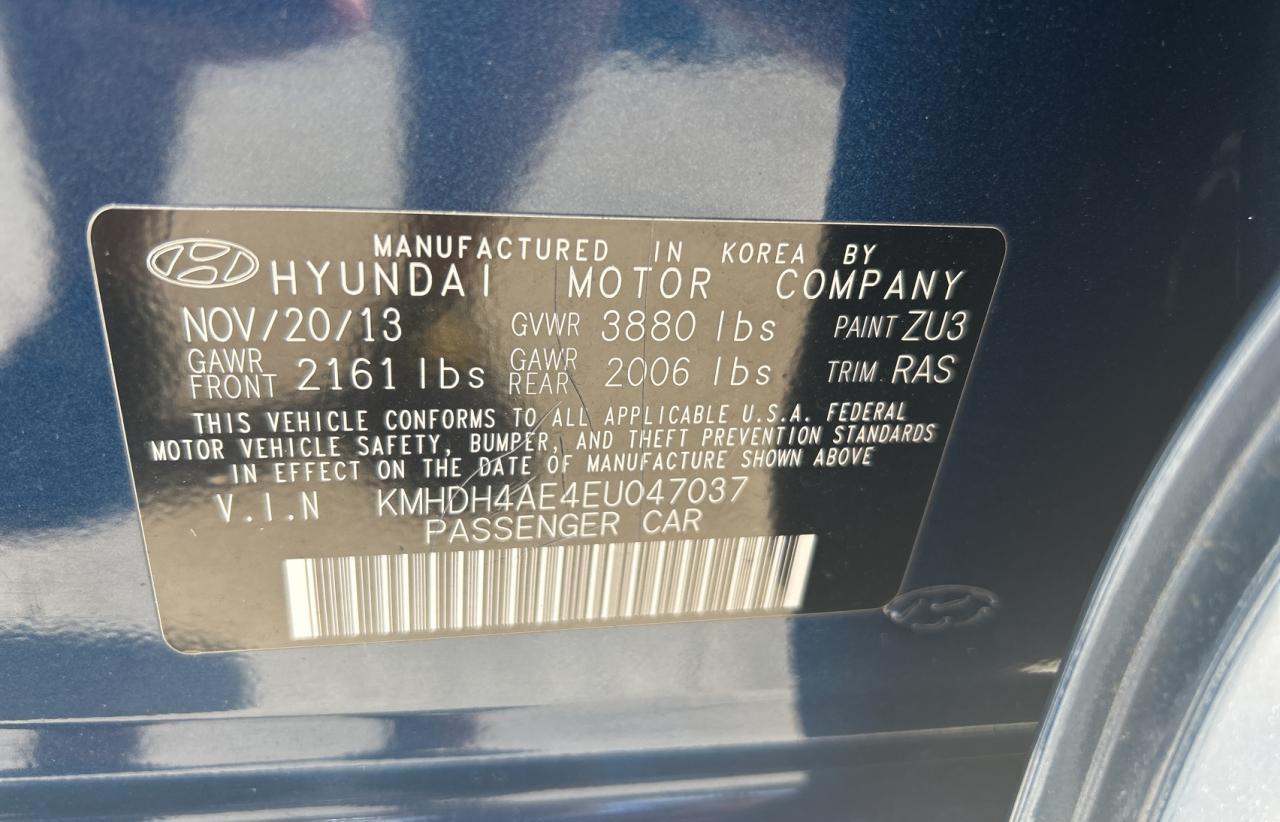 MANUFACTURED IN KOREA BY
HYUNDAI MOTOR COMPANY
NOV/20/13 GVWR 3880 lbs PAINT ZU3
GAWR FRONT 2161 lbs GAWR REAR 2006 lbs TRIM RAS
THIS VEHICLE CONFORMS TO ALL APPLICABLE U.S.A. FEDERAL
MOTOR VEHICLE SAFETY, BUMPER, AND THEFT PREVENTION STANDARDS
IN EFFECT ON THE DATE OF MANUFACTURE SHOWN ABOVE
V.I.N KMHDH4AE4EU047037
PASSENGER CAR